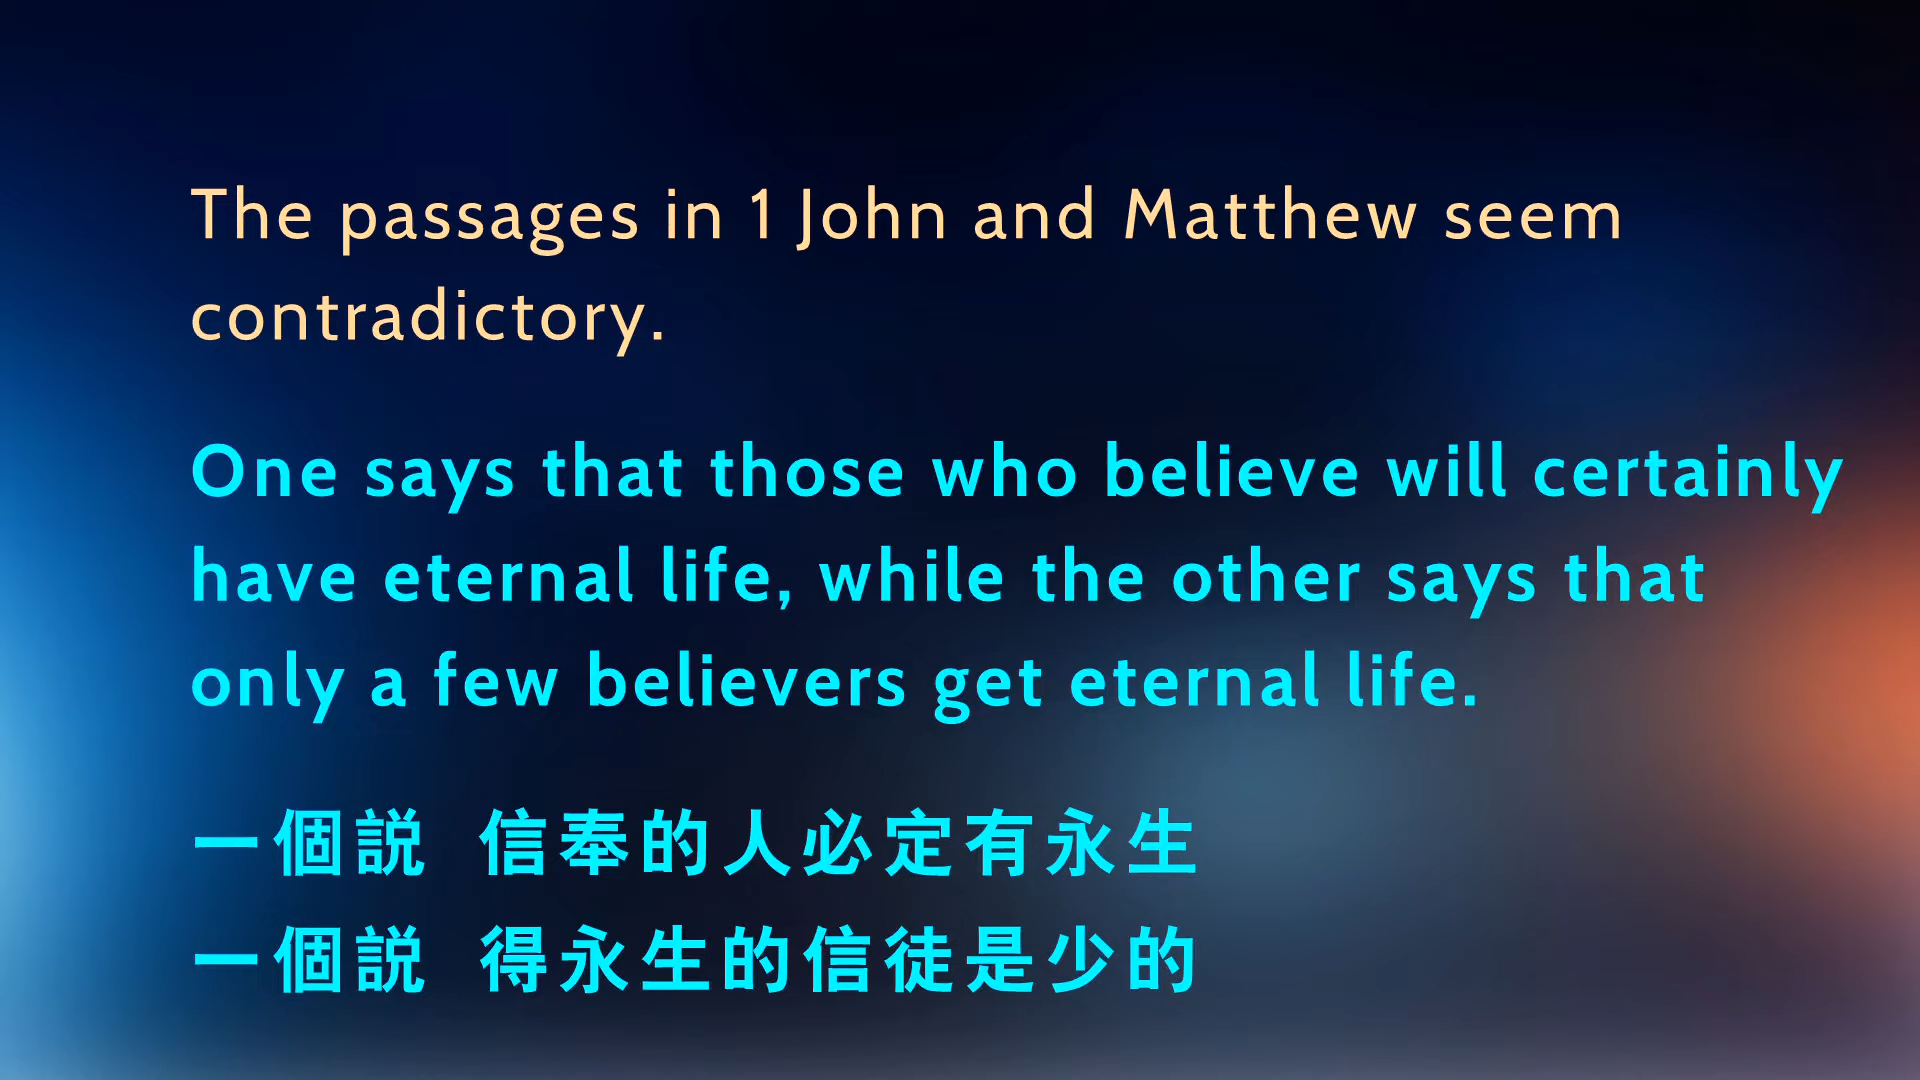 The passages in 1 John and Matthew seem
contradictory.
One says that those who believe will certainly
have eternal life, while the other says that
only a few believers get eternal life.
一個説 信奉的人必定有永生
一個説 得永生的信徒是少的